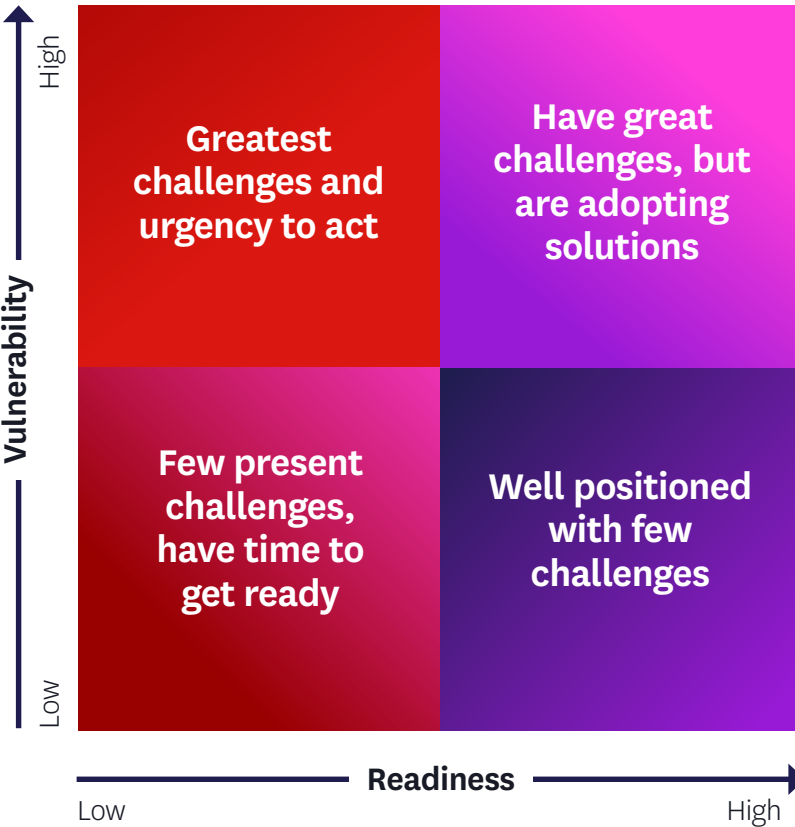 High
Vulnerability
Low
Greatest
challenges and
urgency to act
Have great
challenges, but
are adopting
solutions
Few present
challenges,
have time to
get ready
Well positioned
with few
challenges
Readiness
Low
High